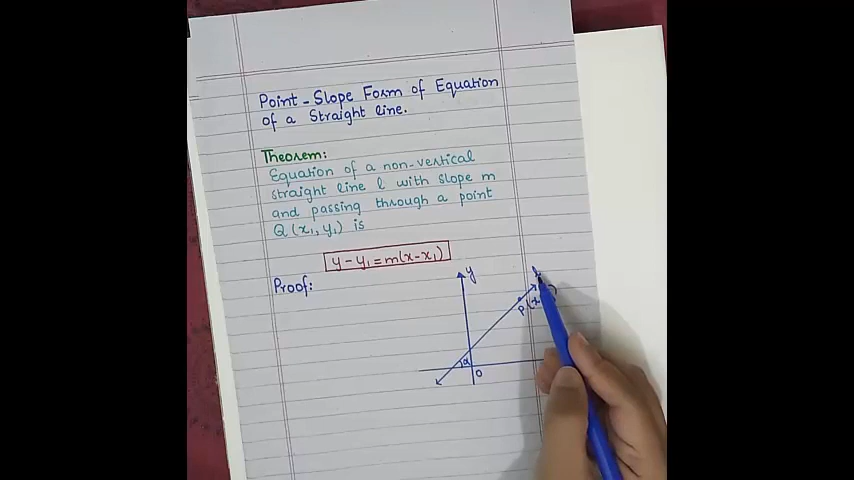 Point - Slope Form of Equation
of a Straight line.
Theorem:
Equation of a non-vertical
straight line l with slope m
and passing through a point
Q(x₁, y₁) is
y - y₁ = m(x - x₁)
Proof:
y
l
P(x
α
O